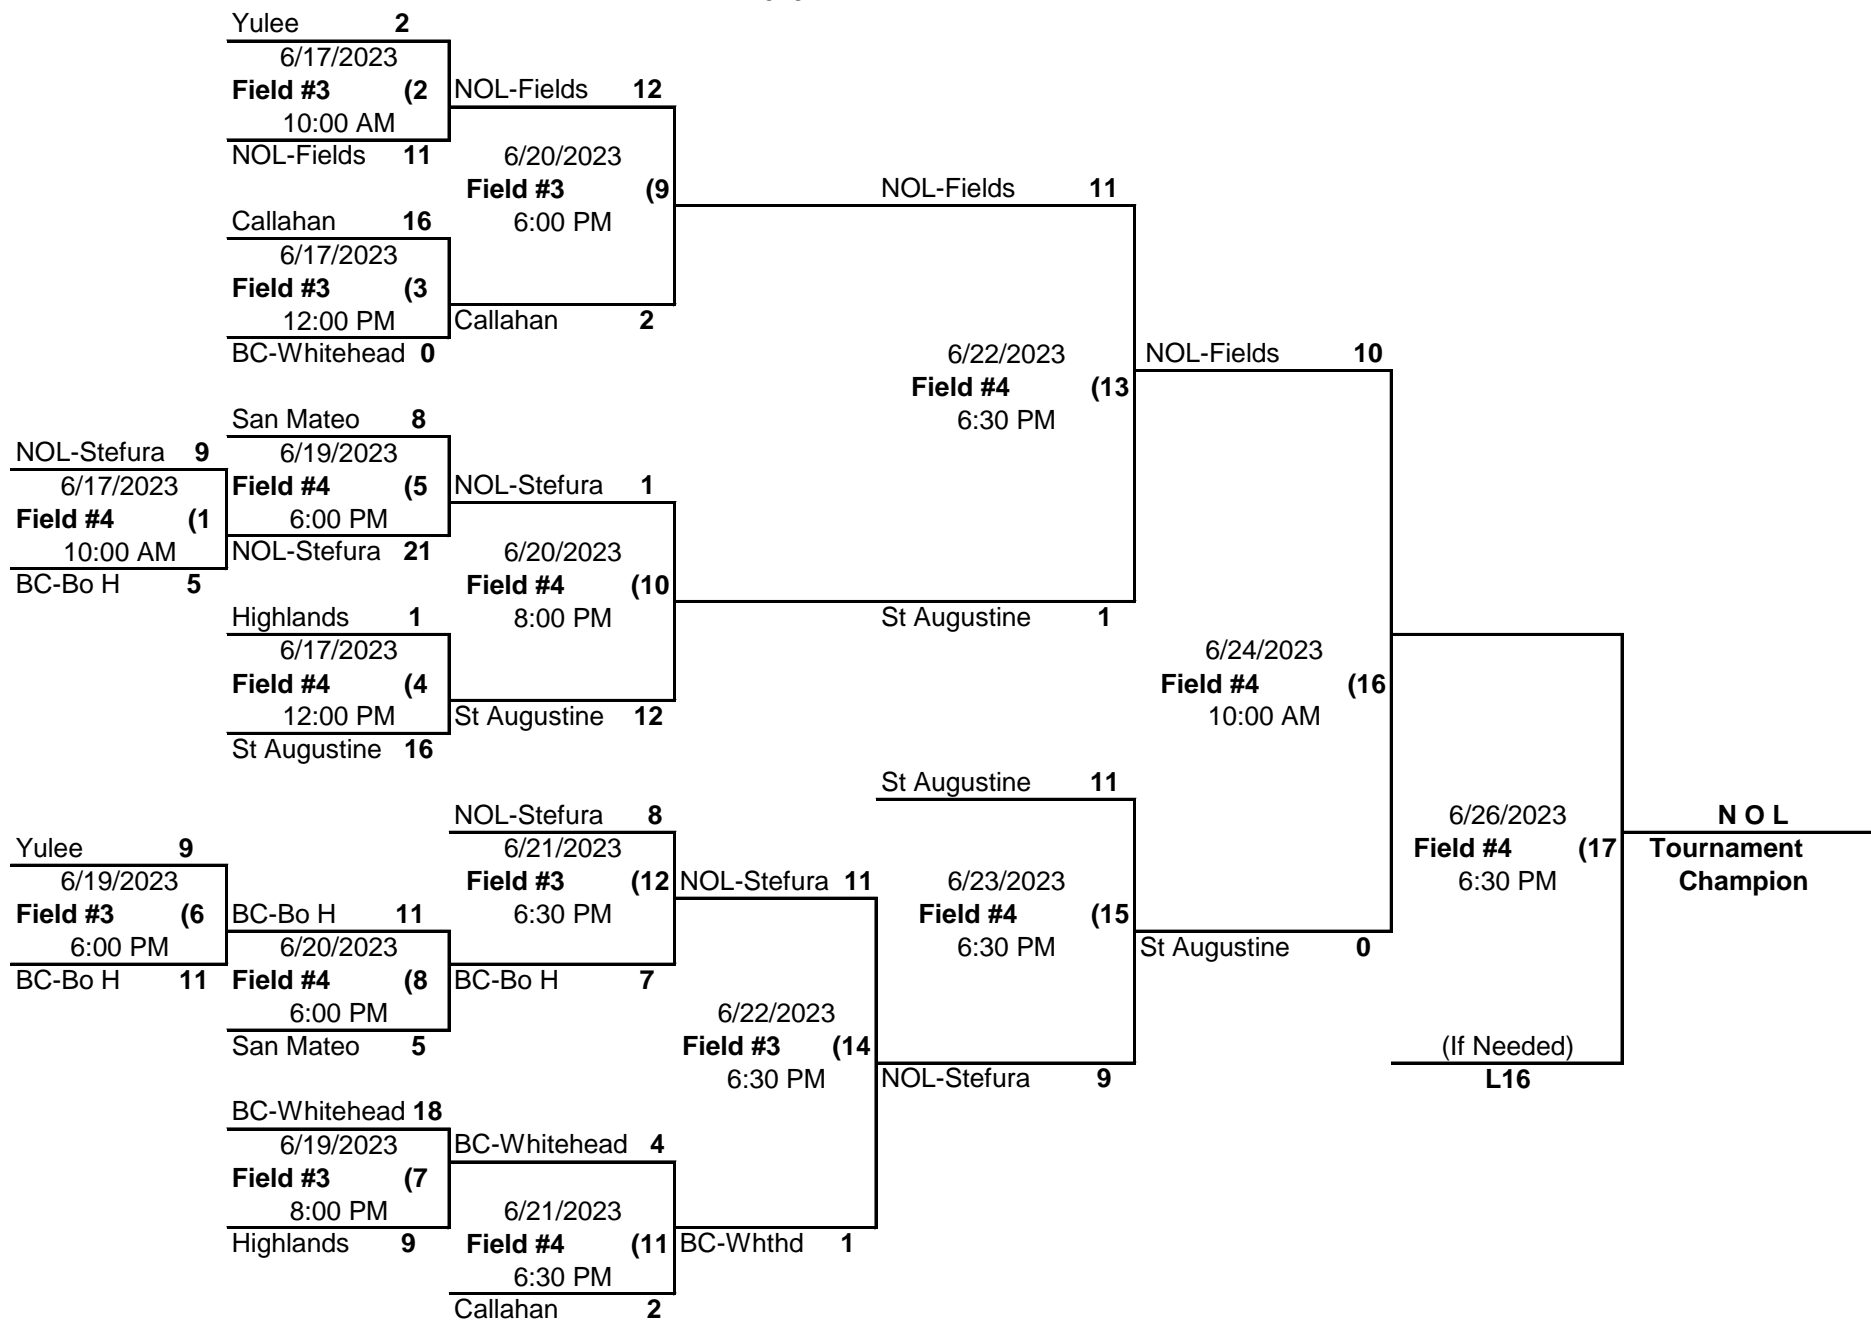 Yulee 2
6/17/2023
Field #3 (2
10:00 AM
NOL-Fields 11
NOL-Fields 12
6/20/2023
Field #3 (9
6:00 PM
Callahan 16
6/17/2023
Field #3 (3
12:00 PM
BC-Whitehead 0
Callahan 2
NOL-Fields 11
6/22/2023
Field #4 (13
6:30 PM
NOL-Fields 10
NOL-Stefura 9
6/17/2023
Field #4 (1
10:00 AM
BC-Bo H 5
San Mateo 8
6/19/2023
Field #4 (5
6:00 PM
NOL-Stefura 21
NOL-Stefura 1
6/20/2023
Field #4 (10
8:00 PM
Highlands 1
6/17/2023
Field #4 (4
12:00 PM
St Augustine 16
St Augustine 12
St Augustine 1
6/24/2023
Field #4 (16
10:00 AM
St Augustine 11
6/23/2023
Field #4 (15
6:30 PM
St Augustine 0
Yulee 9
6/19/2023
Field #3 (6
6:00 PM
BC-Bo H 11
BC-Bo H 11
6/20/2023
Field #4 (8
6:00 PM
San Mateo 5
NOL-Stefura 8
6/21/2023
Field #3 (12
6:30 PM
BC-Bo H 7
NOL-Stefura 11
6/22/2023
Field #3 (14
6:30 PM
NOL-Stefura 9
BC-Whitehead 18
6/19/2023
Field #3 (7
8:00 PM
Highlands 9
BC-Whitehead 4
6/21/2023
Field #4 (11
6:30 PM
Callahan 2
BC-Whthd 1
6/26/2023
Field #4 (17
6:30 PM
(If Needed)
L16
N O L
Tournament
Champion